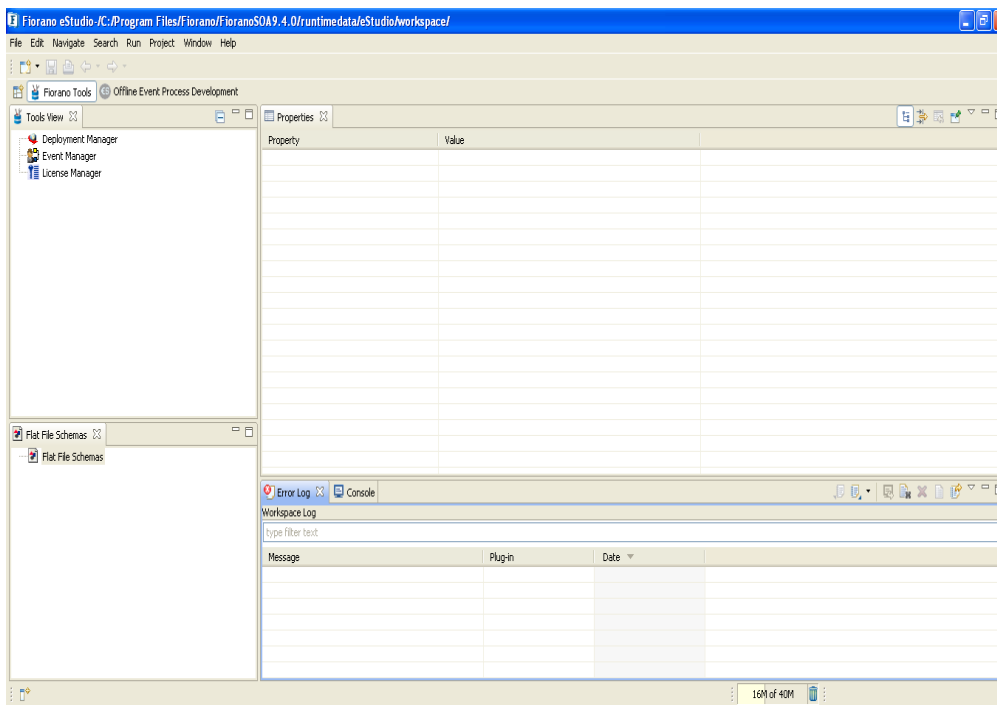 Fiorano eStudio-/C:/Program Files/Fiorano/FioranoSOA9.4.0/runtimedata/eStudio/workspace/
File Edit Navigate Search Run Project Window Help
Fiorano Tools Offline Event Process Development
Tools View
Deployment Manager
Event Manager
License Manager
Properties
Property Value
Flat File Schemas
Flat File Schemas
Error Log Console
Workspace Log
type filter text
Message Plug-in Date
16M of 40M